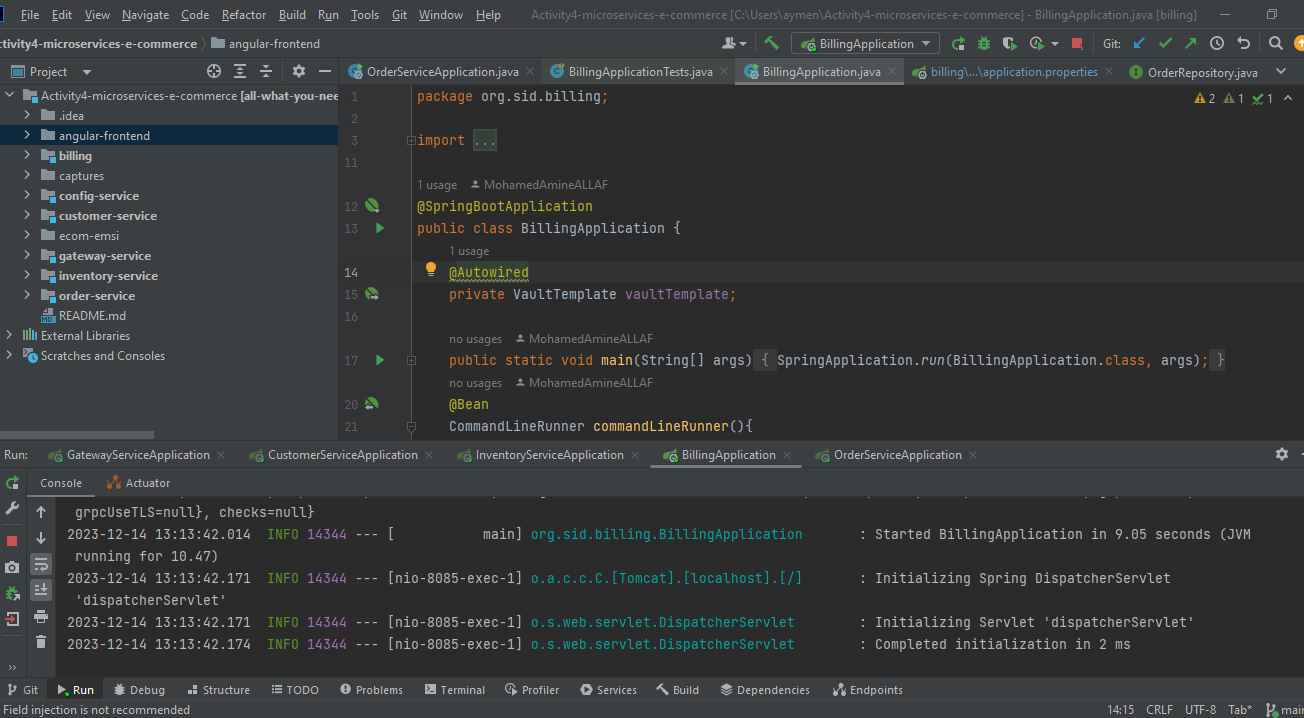 File Edit View Navigate Code Refactor Build Run Tools Git Window Help Activity4-microservices-e-commerce [C:\Users\aymen\Activity4-microservices-e-commerce] - BillingApplication.java [billing]
ctivity4-microservices-e-commerce angular-frontend BillingApplication Git:
Project OrderServiceApplication.java BillingApplicationTests.java BillingApplication.java billing\...\application.properties OrderRepository.java
Activity4-microservices-e-commerce [all-what-you-nee
.idea
angular-frontend
billing
captures
config-service
customer-service
ecom-emsi
gateway-service
inventory-service
order-service
README.md
External Libraries
Scratches and Consoles
2 1 1
1 package org.sid.billing;
2
3 import ...
11
1 usage MohamedAmineALLAF
12 @SpringBootApplication
13 public class BillingApplication {
1 usage
14 @Autowired
15 private VaultTemplate vaultTemplate;
16
no usages MohamedAmineALLAF
17 public static void main(String[] args) { SpringApplication.run(BillingApplication.class, args); }
no usages MohamedAmineALLAF
20 @Bean
21 CommandLineRunner commandLineRunner(){
Run: GatewayServiceApplication CustomerServiceApplication InventoryServiceApplication BillingApplication OrderServiceApplication
Console Actuator
grpcUseTLS=null}, checks=null}
2023-12-14 13:13:42.014 INFO 14344 --- [ main] org.sid.billing.BillingApplication : Started BillingApplication in 9.05 seconds (JVM
running for 10.47)
2023-12-14 13:13:42.171 INFO 14344 --- [nio-8085-exec-1] o.a.c.c.C.[Tomcat].[localhost].[/] : Initializing Spring DispatcherServlet
'dispatcherServlet'
2023-12-14 13:13:42.171 INFO 14344 --- [nio-8085-exec-1] o.s.web.servlet.DispatcherServlet : Initializing Servlet 'dispatcherServlet'
2023-12-14 13:13:42.174 INFO 14344 --- [nio-8085-exec-1] o.s.web.servlet.DispatcherServlet : Completed initialization in 2 ms
Git Run Debug Structure TODO Problems Terminal Profiler Services Build Dependencies Endpoints
Field injection is not recommended 14:15 CRLF UTF-8 Tab* main